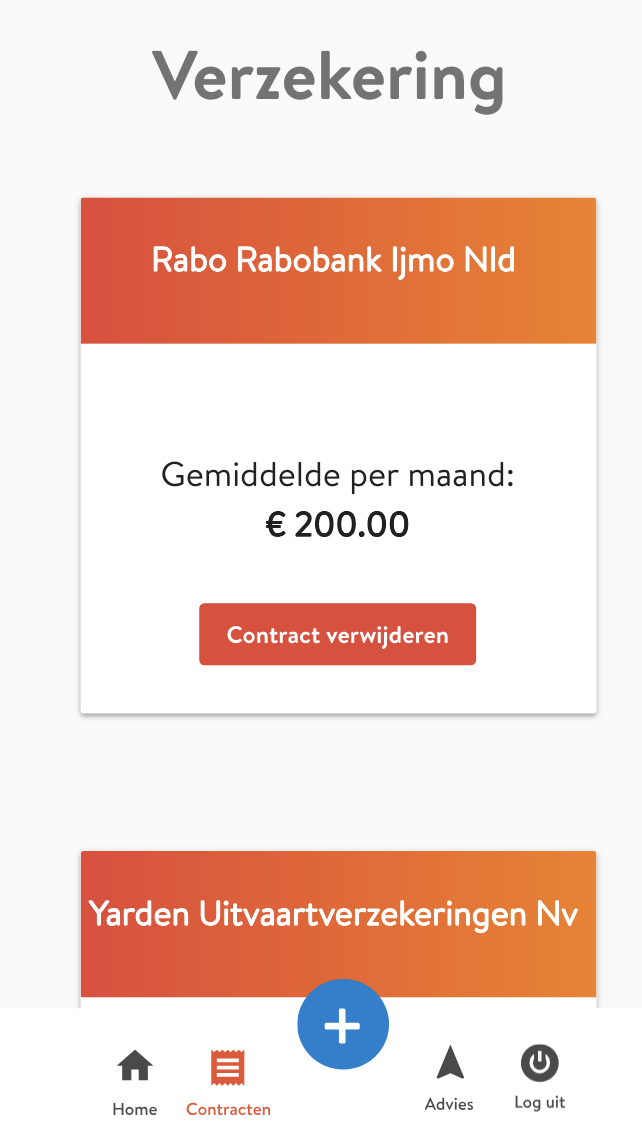 Verzekering
Rabo Rabobank Ijmo Nld
Gemiddelde per maand:
€ 200.00
Contract verwijderen
Yarden Uitvaartverzekeringen Nv
Home
Contracten
Advies
Log uit